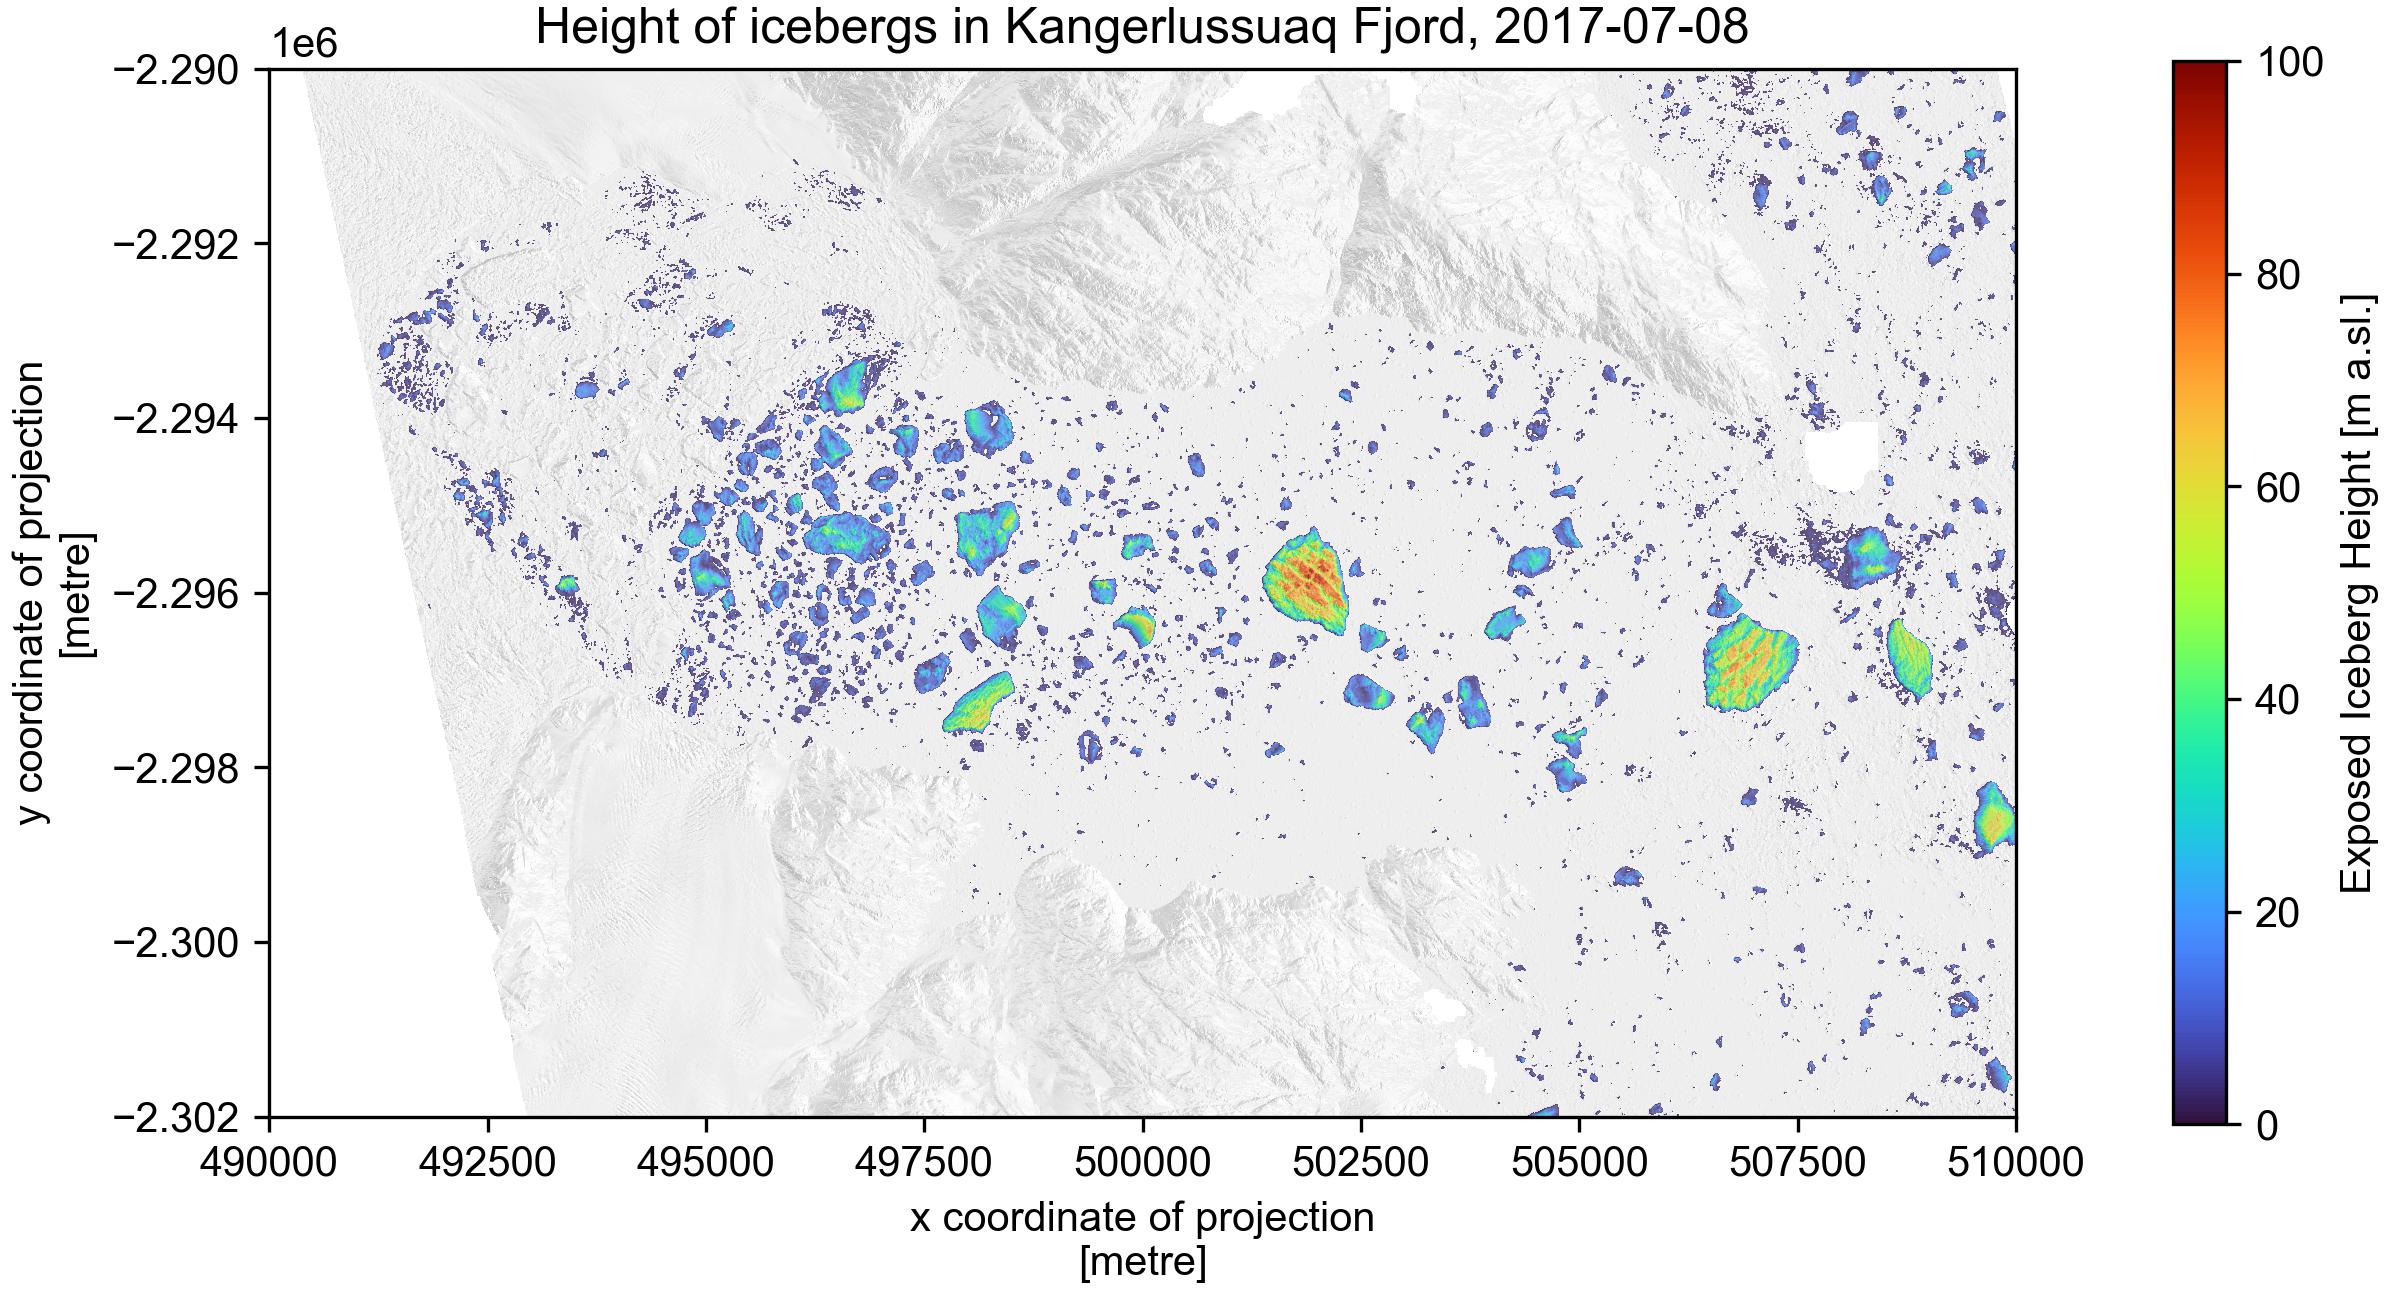 Height of icebergs in Kangerlussuaq Fjord, 2017-07-08
1e6
−2.290
−2.292
−2.294
−2.296
−2.298
−2.300
−2.302
y coordinate of projection
[metre]
490000 492500 495000 497500 500000 502500 505000 507500 510000
x coordinate of projection
[metre]
100
80
60
40
20
0
Exposed Iceberg Height [m a.sl.]